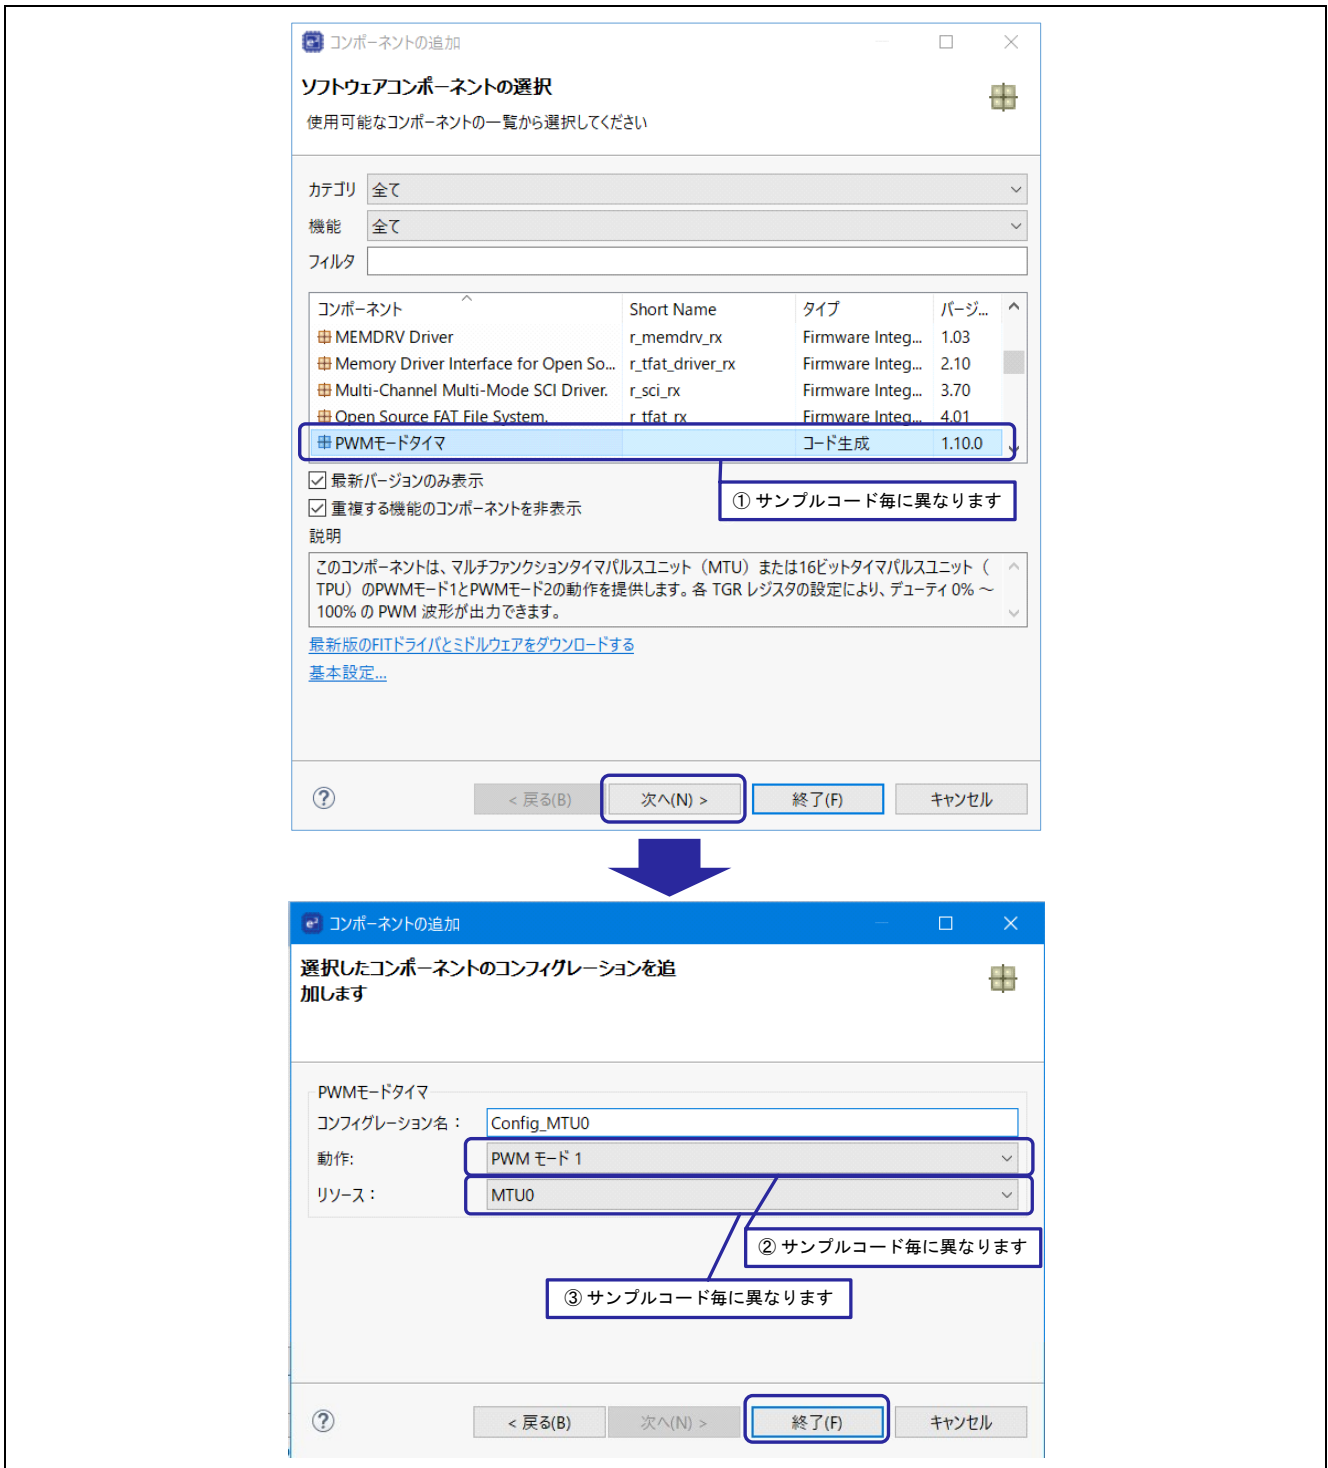 コンポーネントの追加
ソフトウェアコンポーネントの選択
使用可能なコンポーネントの一覧から選択してください
カテゴリ 全て
機能 全て
フィルタ
コンポーネント Short Name タイプ バージ...
MEMDRV Driver r_memdrv_rx Firmware Integ... 1.03
Memory Driver Interface for Open So... r_tfat_driver_rx Firmware Integ... 2.10
Multi-Channel Multi-Mode SCI Driver. r_sci_rx Firmware Integ... 3.70
Open Source FAT File System. r_tfat_rx Firmware Integ... 4.01
PWMモードタイマ コード生成 1.10.0
最新バージョンのみ表示
① サンプルコード毎に異なります
重複する機能のコンポーネントを非表示
説明
このコンポーネントは、マルチファンクションタイマパルスユニット（MTU）または16ビットタイマパルスユニット（
TPU）のPWMモード1とPWMモード2の動作を提供します。各 TGR レジスタの設定により、デューティ 0% ～
100% の PWM 波形が出力できます。
最新版のFITドライバとミドルウェアをダウンロードする
基本設定...
< 戻る(B) 次へ(N) > 終了(F) キャンセル
コンポーネントの追加
選択したコンポーネントのコンフィグレーションを追
加します
PWMモードタイマ
コンフィグレーション名： Config_MTU0
動作: PWM モード 1
リソース： MTU0
② サンプルコード毎に異なります
③ サンプルコード毎に異なります
< 戻る(B) 次へ(N) > 終了(F) キャンセル